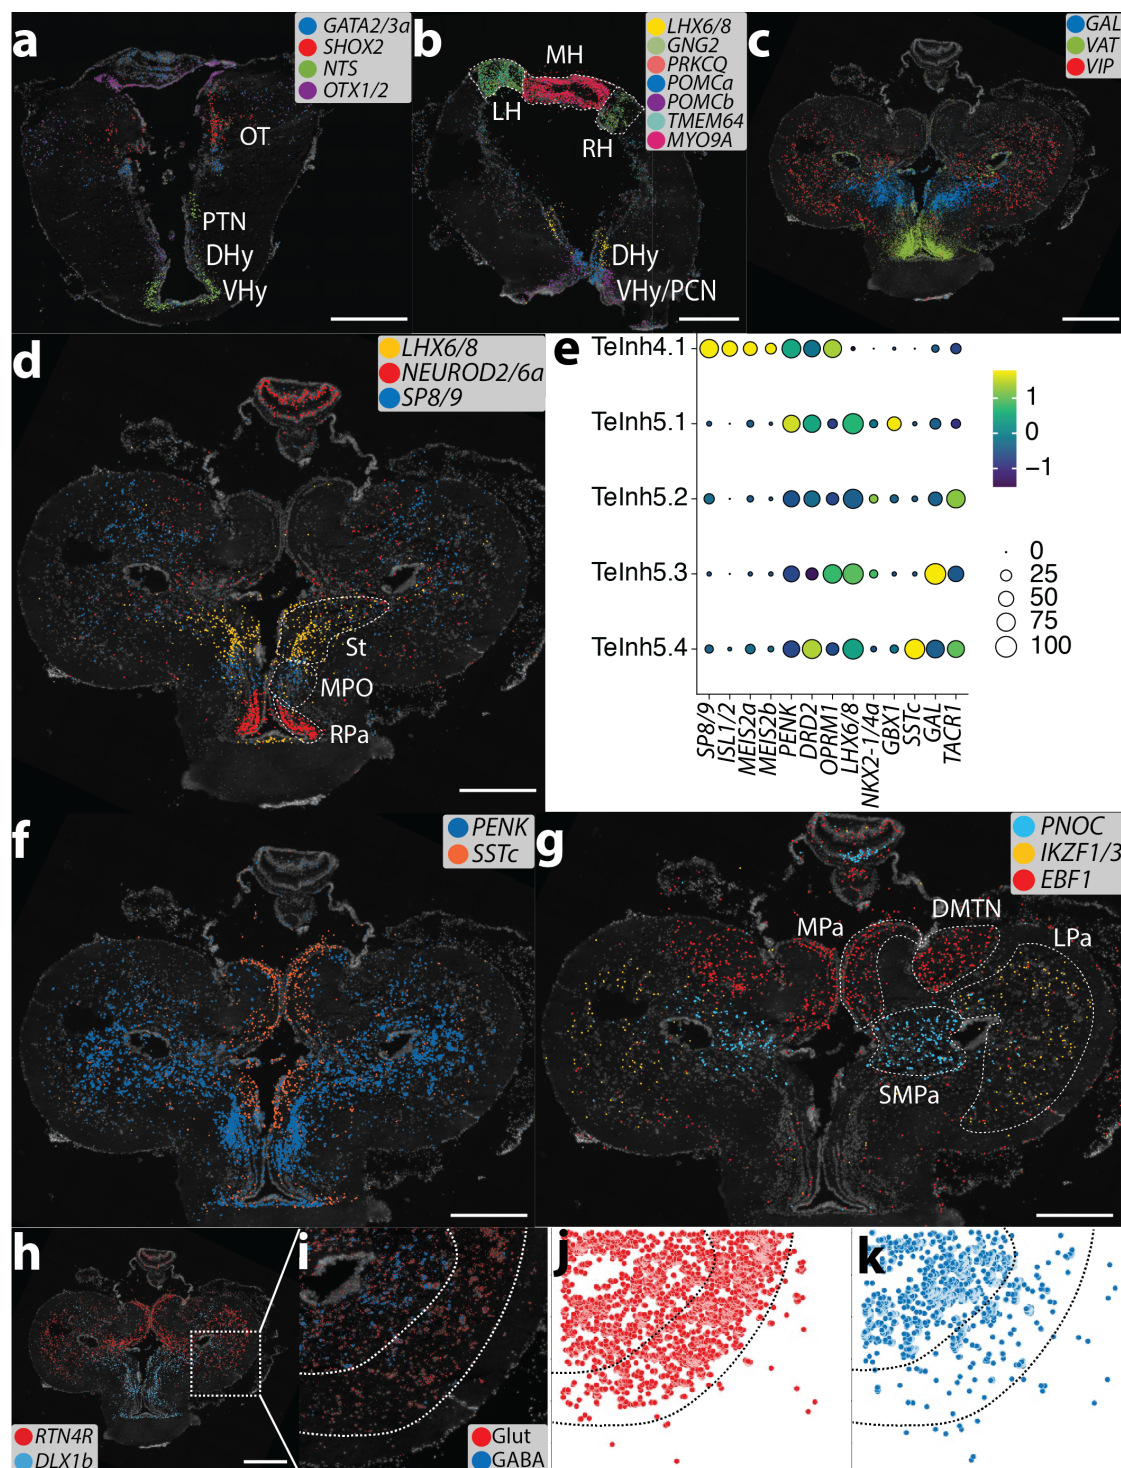 a
GATA2/3a
SHOX2
NTS
OTX1/2
OT
PTN
DHy
VHy
b
LHX6/8
GNG2
PRKCQ
POMCa
POMCb
TMEM64
MYO9A
MH
LH
RH
DHy
VHy/PCN
c
GAL
VAT
VIP
d
LHX6/8
NEUROD2/6a
SP8/9
St
MPO
RPa
e
TeInh4.1
TeInh5.1
TeInh5.2
TeInh5.3
TeInh5.4
1
0
−1
0
25
50
75
100
SP8/9
ISL1/2
MEIS2a
MEIS2b
PENK
DRD2
OPRM1
LHX6/8
NKX2-1/4a
GBX1
SSTc
GAL
TACR1
f
PENK
SSTc
g
PNOC
IKZF1/3
EBF1
MPa
DMTN
LPa
SMPa
h
RTN4R
DLX1b
i
Glut
GABA
j
k